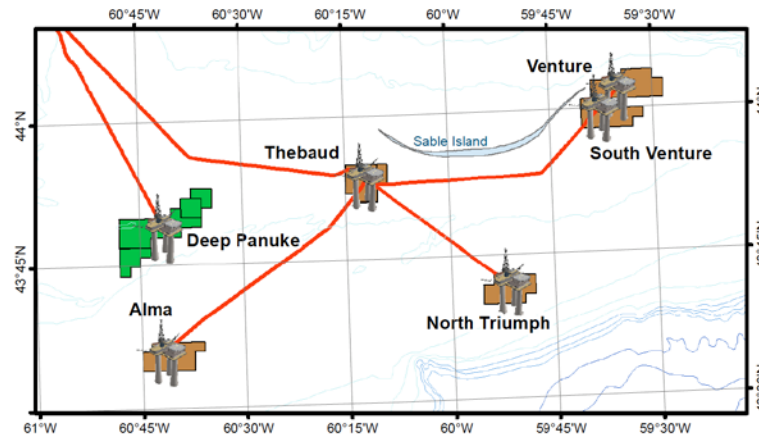 60°45'W 60°30'W 60°15'W 60°W 59°45'W 59°30'W
Venture
44°N
Sable Island
Thebaud
South Venture
Deep Panuke
43°45'N
Alma
North Triumph
61°W 60°45'W 60°30'W 60°15'W 60°W 59°45'W 59°30'W